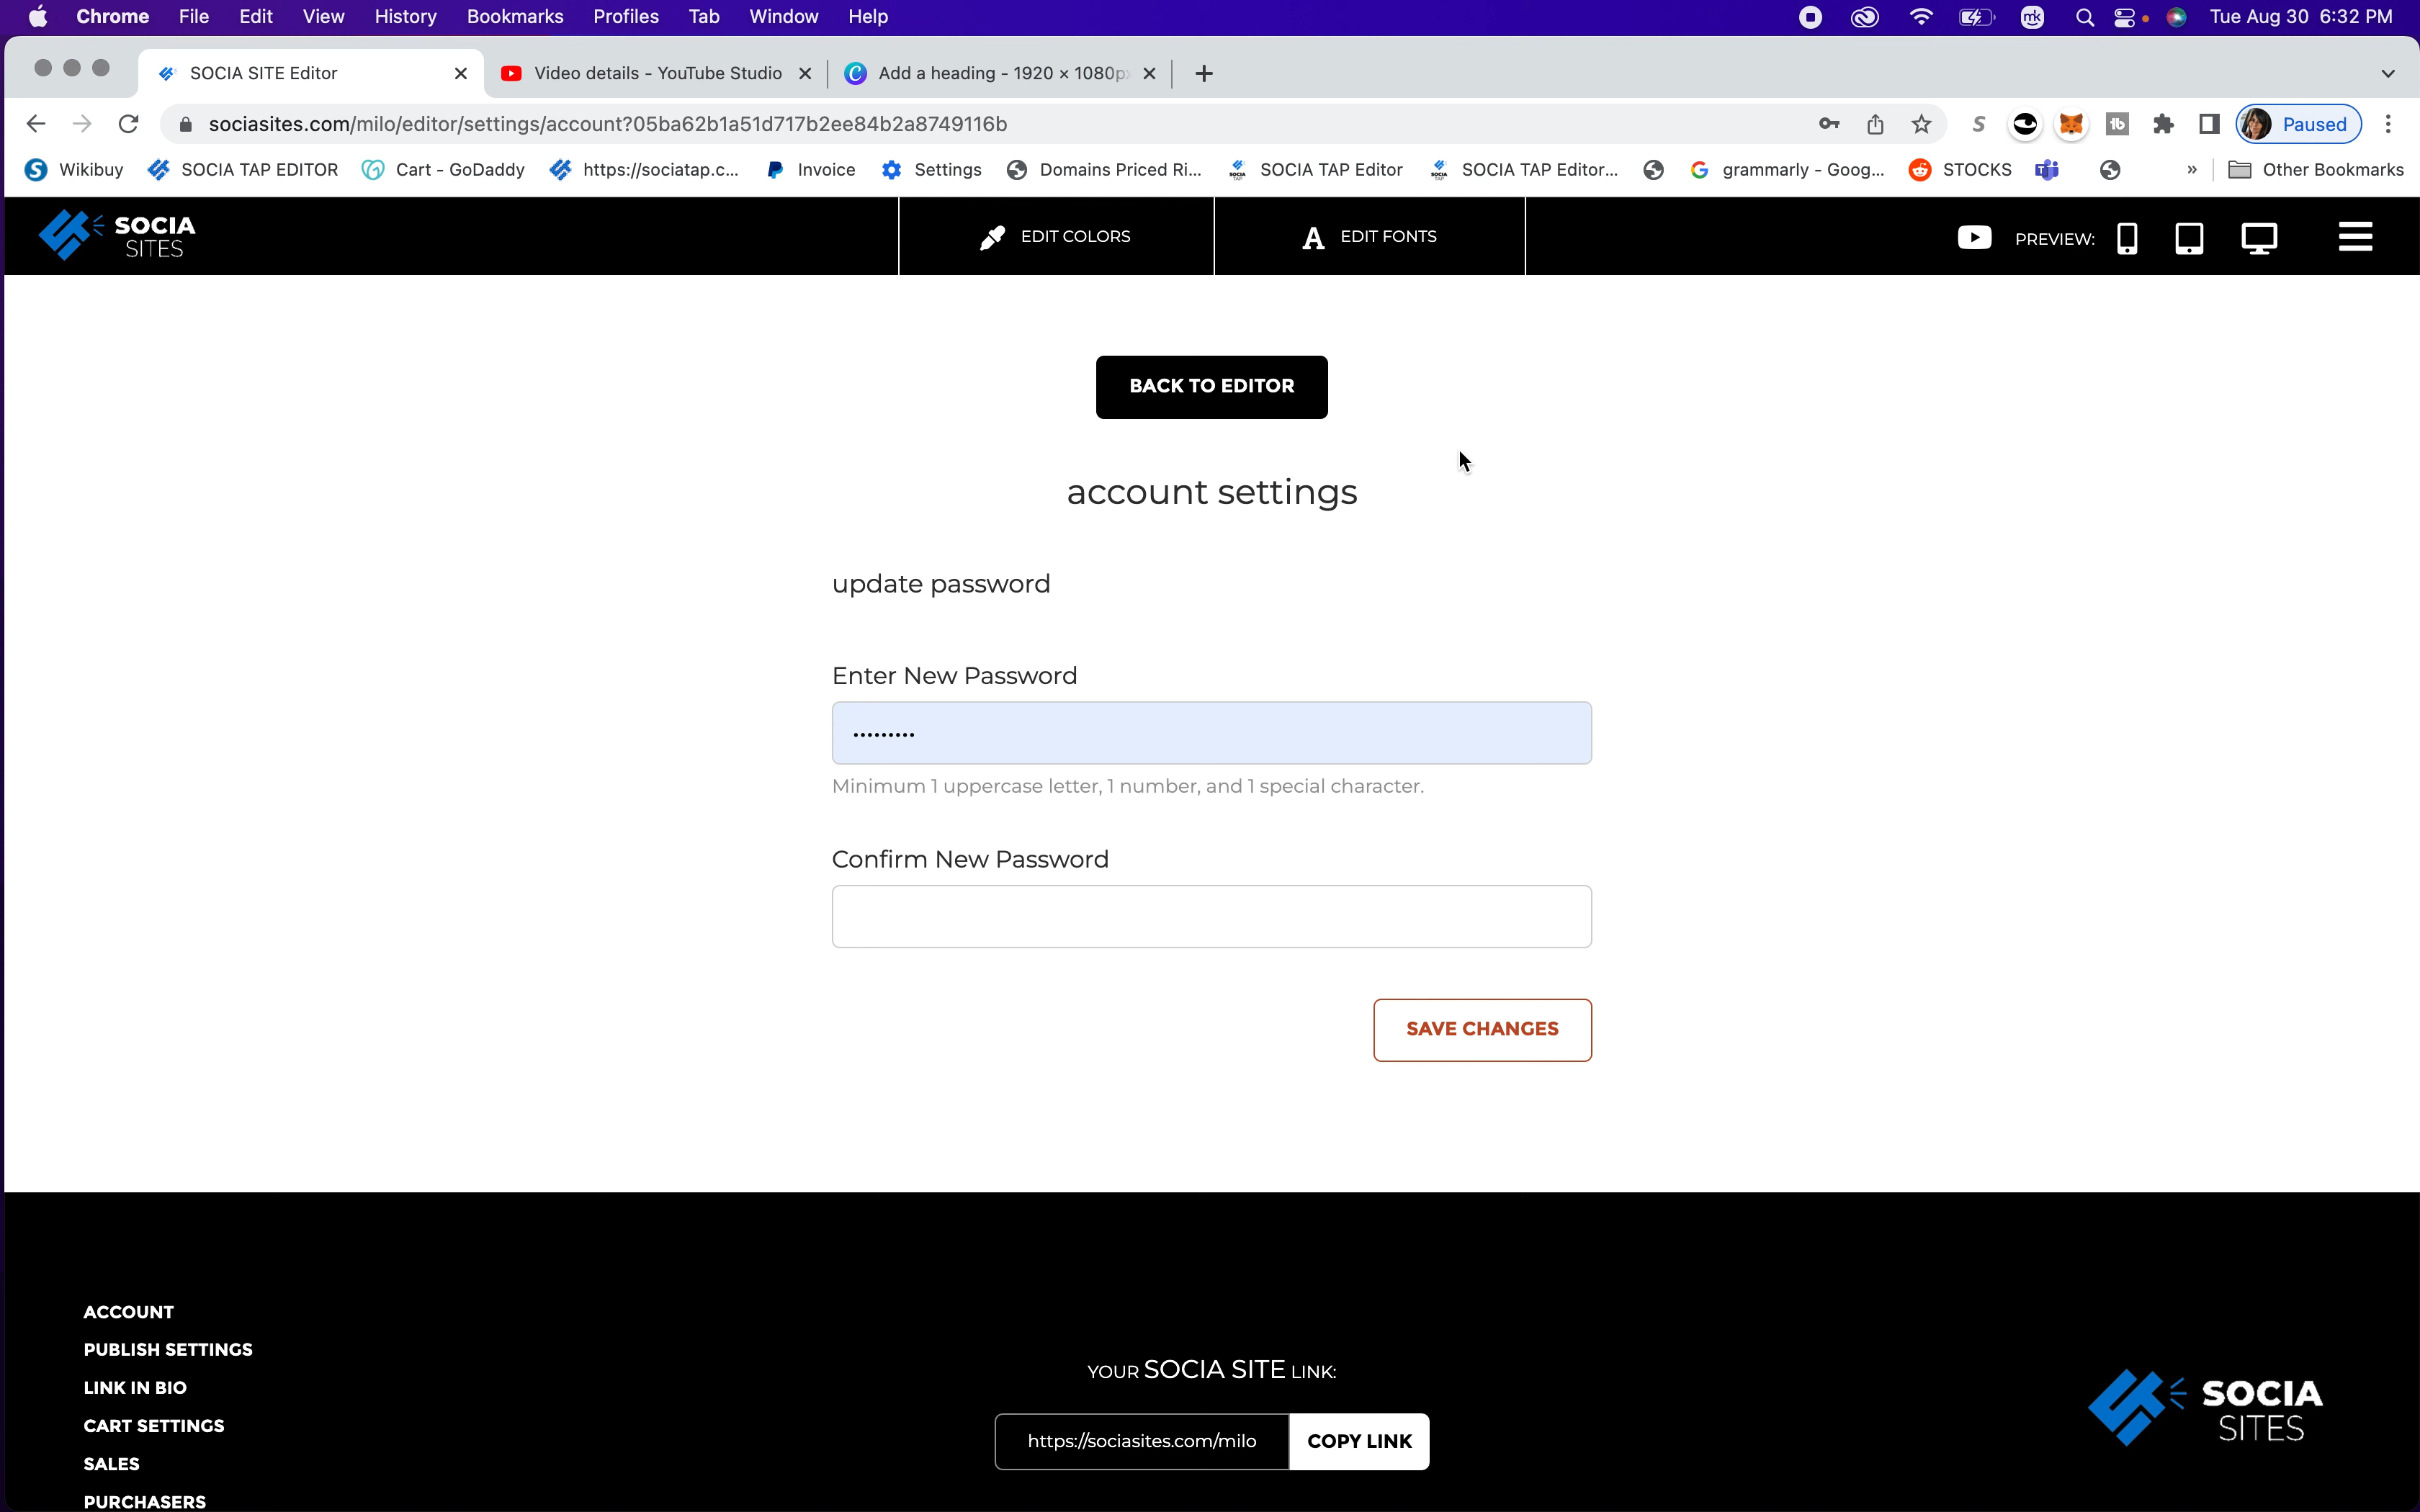 Chrome File Edit View History Bookmarks Profiles Tab Window Help mk Tue Aug 30 6:32 PM
SOCIA SITE Editor Video details - YouTube Studio Add a heading - 1920 × 1080p
sociasites.com/milo/editor/settings/account?05ba62b1a51d717b2ee84b2a8749116b S tb Paused
S Wikibuy SOCIA TAP EDITOR Cart - GoDaddy https://sociatap.c... Invoice Settings Domains Priced Ri... SOCIA TAP Editor SOCIA TAP Editor... grammarly - Goog... STOCKS » Other Bookmarks
SOCIA
SITES
EDIT COLORS
A EDIT FONTS
PREVIEW:
BACK TO EDITOR
account settings
update password
Enter New Password
•••••••••
Minimum 1 uppercase letter, 1 number, and 1 special character.
Confirm New Password
SAVE CHANGES
ACCOUNT
PUBLISH SETTINGS
LINK IN BIO
CART SETTINGS
SALES
PURCHASERS
YOUR SOCIA SITE LINK:
https://sociasites.com/milo COPY LINK
SOCIA
SITES